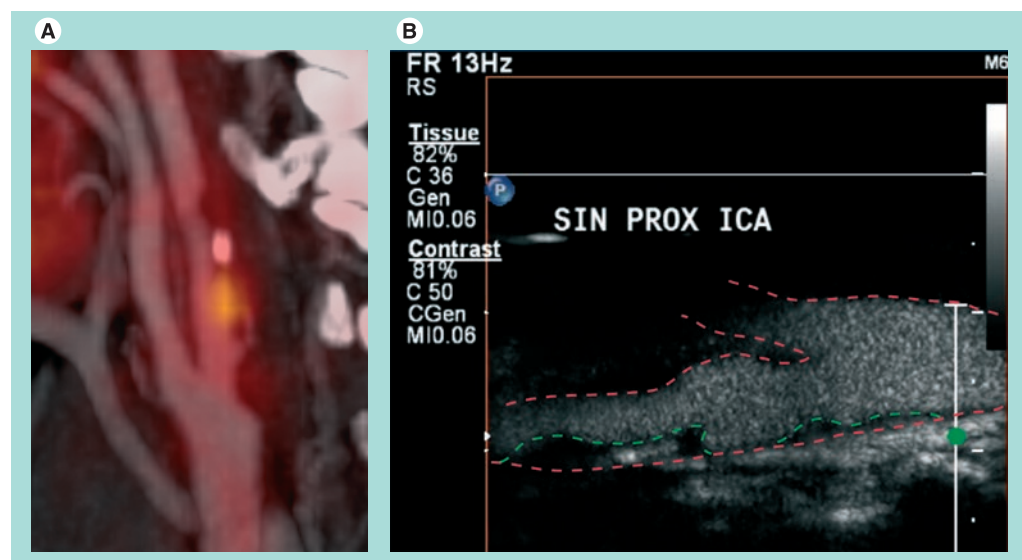 A
B
FR 13Hz
M6
RS
Tissue
82%
C 36
Gen
MI0.06
P
SIN PROX ICA
Contrast
81%
C 50
CGen
MI0.06